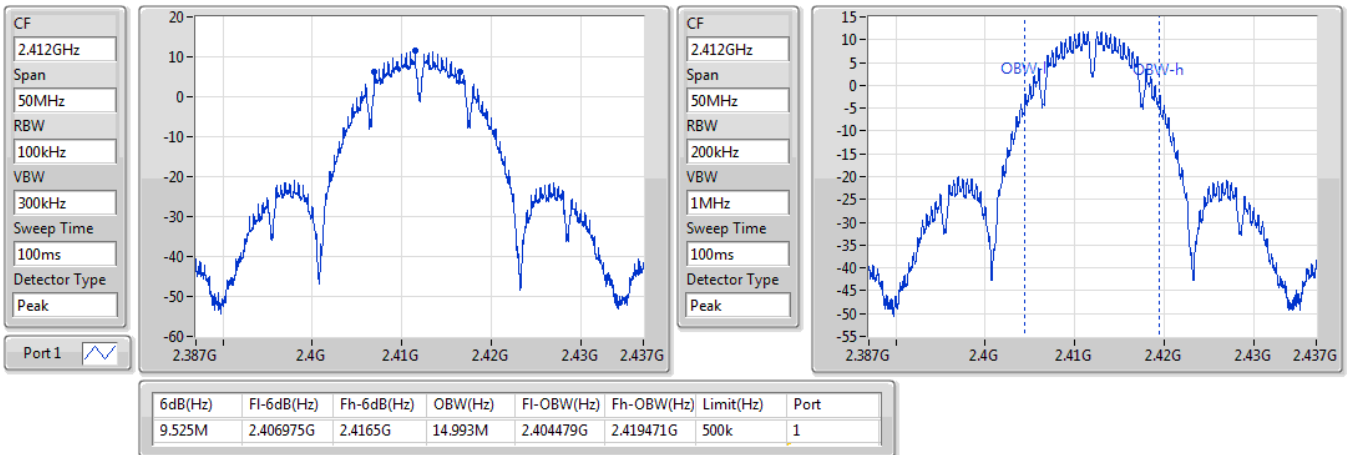 CF
2.412GHz
Span
50MHz
RBW
100kHz
VBW
300kHz
Sweep Time
100ms
Detector Type
Peak
Port 1
20
10
0
-10
-20
-30
-40
-50
-60
2.387G 2.4G 2.41G 2.42G 2.43G 2.437G
CF
2.412GHz
Span
50MHz
RBW
200kHz
VBW
1MHz
Sweep Time
100ms
Detector Type
Peak
15
10
5
0
-5
-10
-15
-20
-25
-30
-35
-40
-45
-50
-55
OBW-l OBW-h
2.387G 2.4G 2.41G 2.42G 2.43G 2.437G
6dB(Hz) Fl-6dB(Hz) Fh-6dB(Hz) OBW(Hz) Fl-OBW(Hz) Fh-OBW(Hz) Limit(Hz) Port
9.525M 2.406975G 2.4165G 14.993M 2.404479G 2.419471G 500k 1